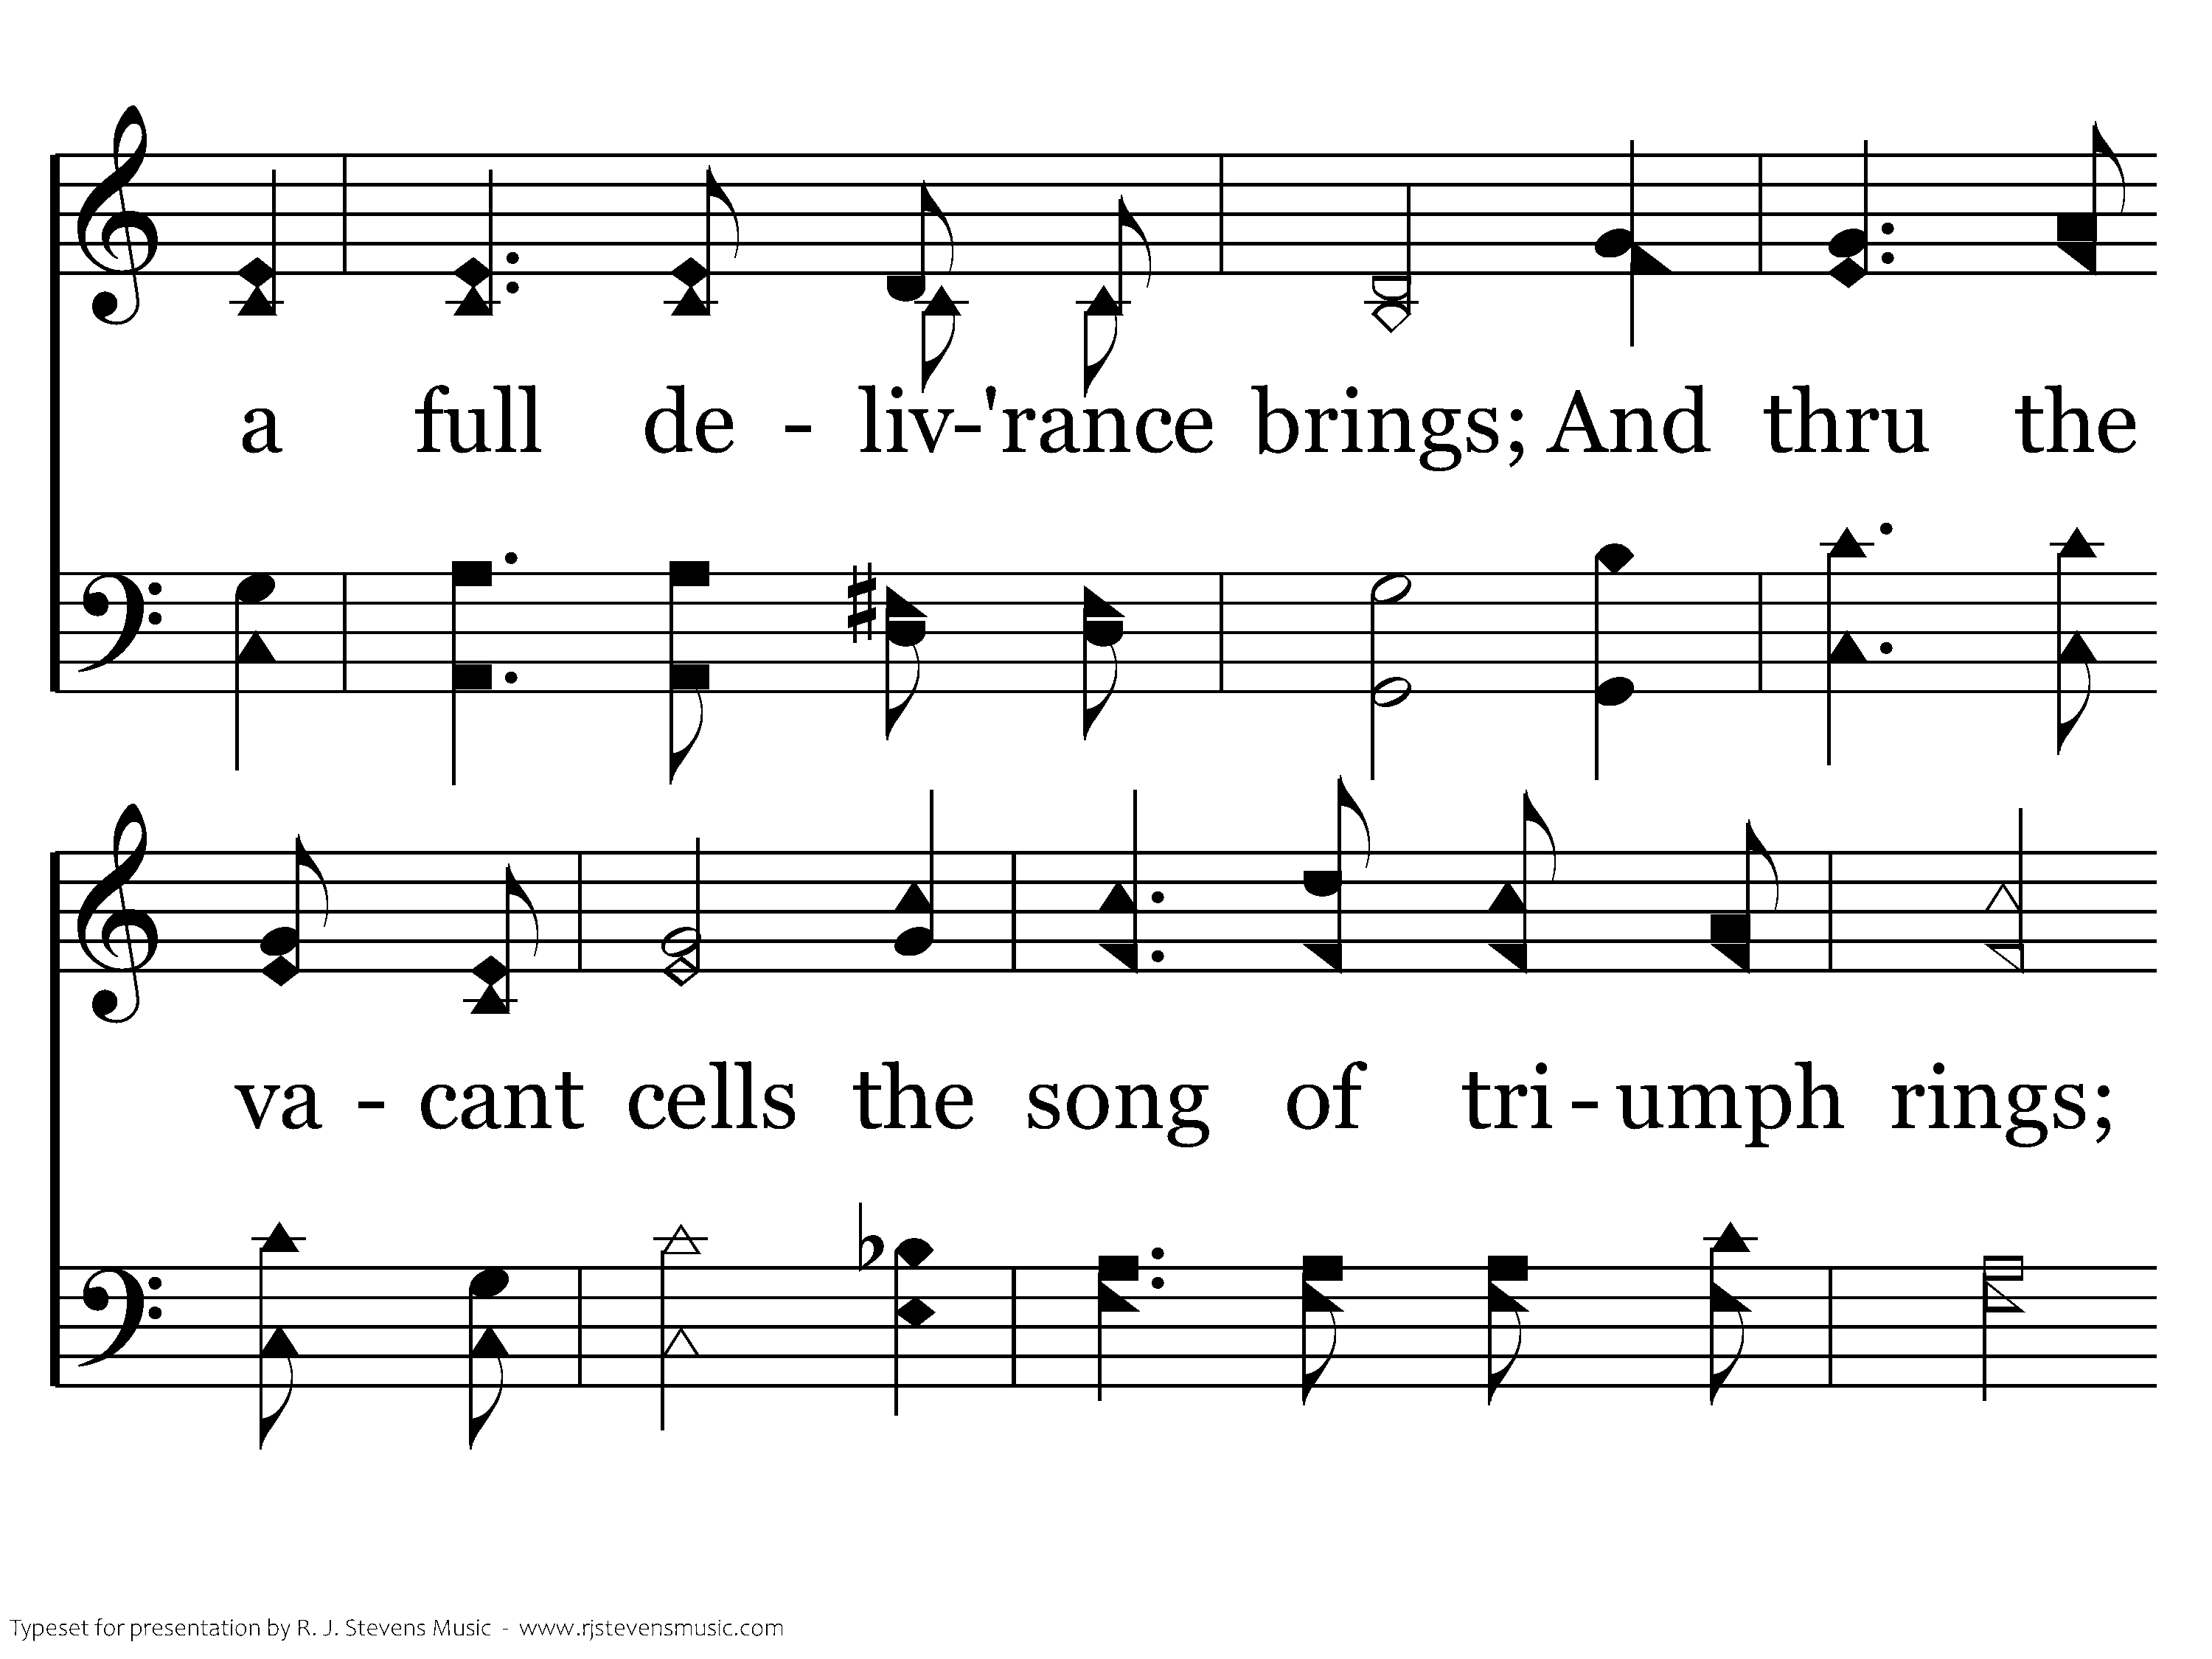 a full de - liv-'rance brings; And thru the
va - cant cells the song of tri - umph rings;
Typeset for presentation by R. J. Stevens Music - www.rjstevensmusic.com